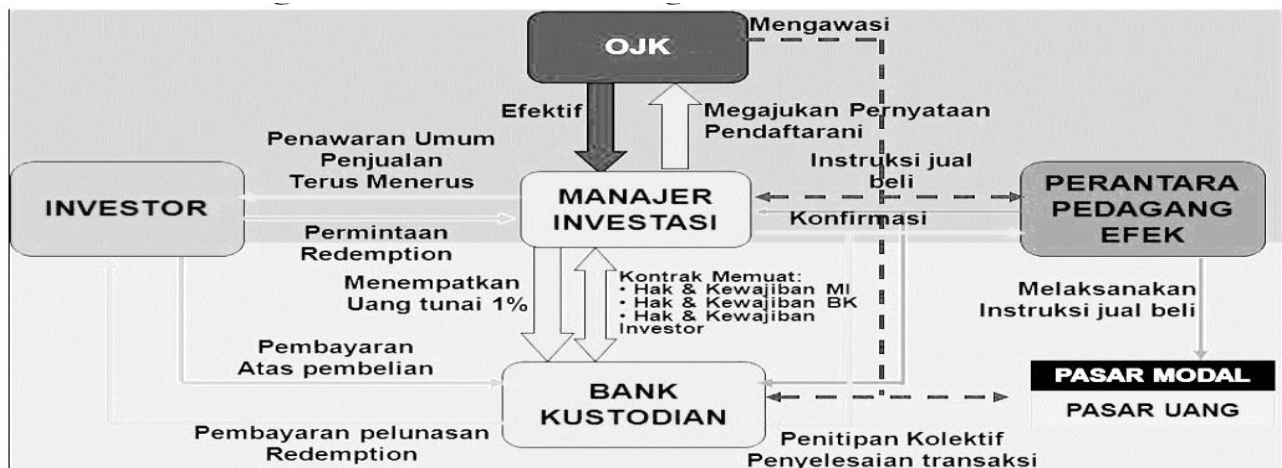 OJK
Mengawasi
Efektif
Megajukan Pernyataan
Pendaftarani
Penawaran Umum
Penjualan
Terus Menerus
Instruksi jual
beli
INVESTOR
MANAJER
INVESTASI
PERANTARA
PEDAGANG
EFEK
Konfirmasi
Permintaan
Redemption
Menempatkan
Uang tunai 1%
Kontrak Memuat:
• Hak & Kewajiban MI
• Hak & Kewajiban BK
• Hak & Kewajiban
Investor
Melaksanakan
Instruksi jual beli
Pembayaran
Atas pembelian
BANK
KUSTODIAN
PASAR MODAL
PASAR UANG
Pembayaran pelunasan
Redemption
Penitipan Kolektif
Penyelesaian transaksi